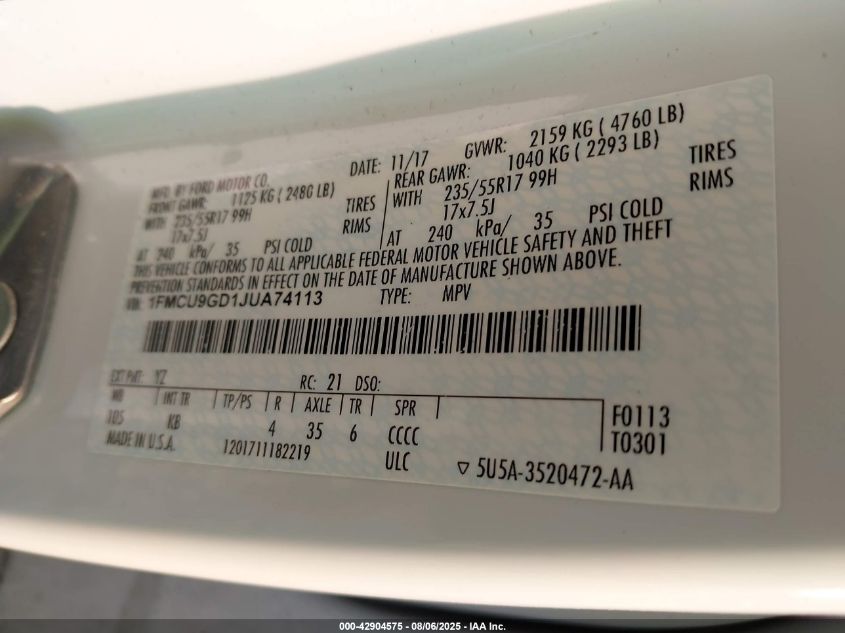 MFD. BY FORD MOTOR CO. DATE: 11/17 GVWR: 2159 KG ( 4760 LB)
FRONT GAWR: 1125 KG ( 2480 LB) REAR GAWR: 1040 KG ( 2293 LB)
WITH 235/55R17 99H TIRES WITH 235/55R17 99H TIRES
17x7.5J RIMS 17x7.5J RIMS
AT 240 kPa/ 35 PSI COLD AT 240 kPa/ 35 PSI COLD
THIS VEHICLE CONFORMS TO ALL APPLICABLE FEDERAL MOTOR VEHICLE SAFETY AND THEFT
PREVENTION STANDARDS IN EFFECT ON THE DATE OF MANUFACTURE SHOWN ABOVE.
VIN: 1FMCU9GD1JUA74113 TYPE: MPV
EXT PNT: YZ RC: 21 DSO:
WB INT TR TP/PS R AXLE TR SPR F0113
105 KB 4 35 6 CCCC T0301
MADE IN U.S.A. 1201711182219 ULC 5U5A-3520472-AA
000-42904575 - 08/06/2025 - IAA Inc.